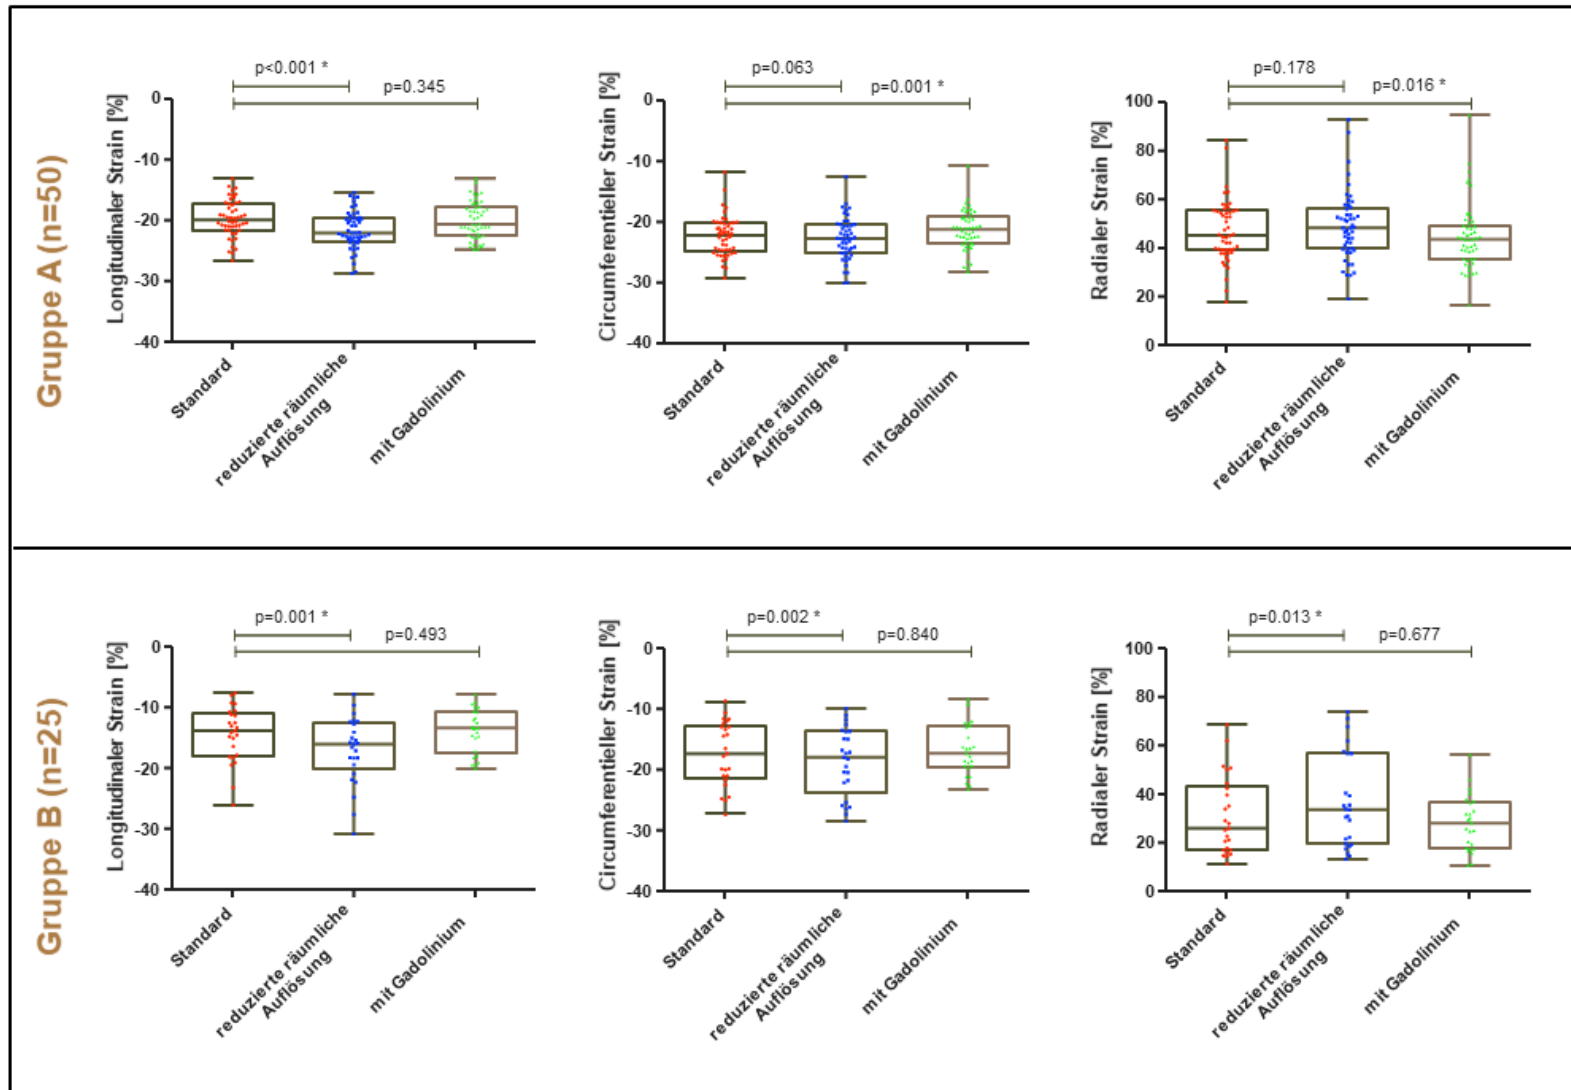 Gruppe A (n=50)
Longitudinaler Strain [%]
p<0.001 *
p=0.345
0
-10
-20
-30
-40
Standard
reduzierte räumliche
Auflösung
mit Gadolinium
Circumferentieller Strain [%]
p=0.063
p=0.001 *
0
-10
-20
-30
-40
Standard
reduzierte räumliche
Auflösung
mit Gadolinium
Radialer Strain [%]
p=0.178
p=0.016 *
100
80
60
40
20
0
Standard
reduzierte räumliche
Auflösung
mit Gadolinium
Gruppe B (n=25)
Longitudinaler Strain [%]
p=0.001 *
p=0.493
0
-10
-20
-30
-40
Standard
reduzierte räumliche
Auflösung
mit Gadolinium
Circumferentieller Strain [%]
p=0.002 *
p=0.840
0
-10
-20
-30
-40
Standard
reduzierte räumliche
Auflösung
mit Gadolinium
Radialer Strain [%]
p=0.013 *
p=0.677
100
80
60
40
20
0
Standard
reduzierte räumliche
Auflösung
mit Gadolinium